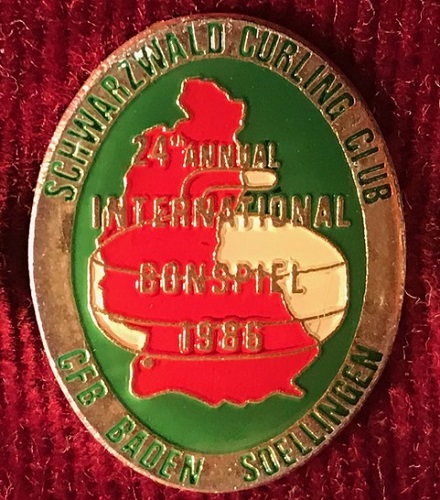 SCHWARZWALD CURLING CLUB
24TH ANNUAL
INTERNATIONAL
BONSPIEL
1986
CFB BADEN SOELLINGEN